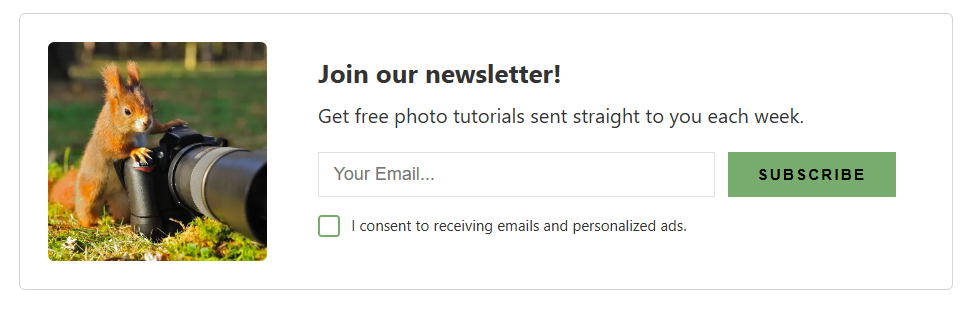 Join our newsletter!
Get free photo tutorials sent straight to you each week.
Your Email...
SUBSCRIBE
I consent to receiving emails and personalized ads.